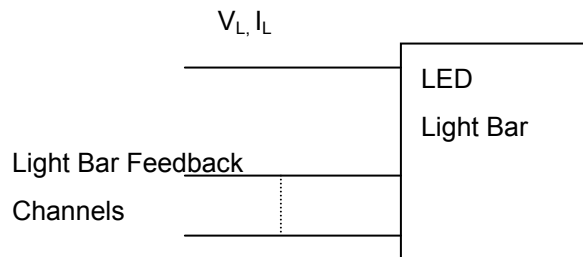 V_L, I_L
LED
Light Bar
Light Bar Feedback
Channels